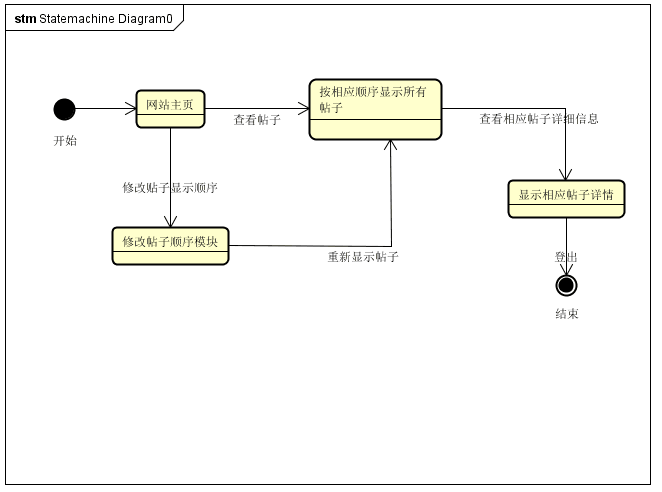 stm Statemachine Diagram0
网站主页
按相应顺序显示所有
帖子
查看帖子
查看相应帖子详细信息
开始
修改贴子显示顺序
显示相应帖子详情
修改帖子顺序模块
重新显示帖子
登出
结束